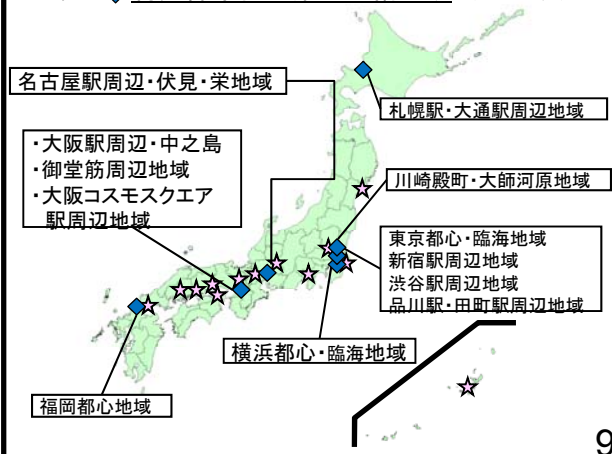 名古屋駅周辺・伏見・栄地域
札幌駅・大通駅周辺地域
・大阪駅周辺・中之島
・御堂筋周辺地域
・大阪コスモスクエア
駅周辺地域
川崎殿町・大師河原地域
東京都心・臨海地域
新宿駅周辺地域
渋谷駅周辺地域
品川駅・田町駅周辺地域
横浜都心・臨海地域
福岡都心地域
9